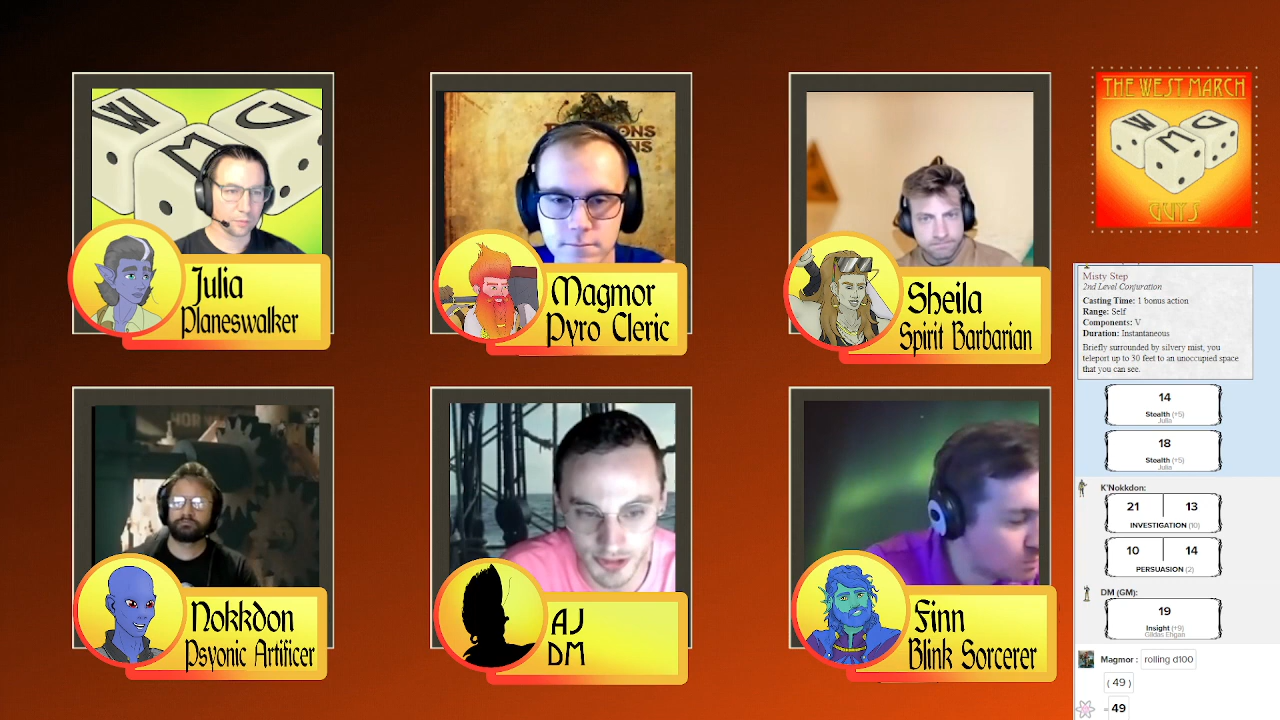 W
M
G
Julia
Planeswalker
Magmor
Pyro Cleric
Sheila
Spirit Barbarian
THE WEST MARCH
W
M
G
GUYS
Misty Step
2nd Level Conjuration
Casting Time: 1 bonus action
Range: Self
Components: V
Duration: Instantaneous
Briefly surrounded by silvery mist, you
teleport up to 30 feet to an unoccupied space
that you can see.
14
Stealth (+5)
Julia
18
Stealth (+5)
Julia
K'Nokkdon:
21 13
INVESTIGATION (10)
10 14
PERSUASION (2)
DM (GM):
19
Insight (+9)
Gildas Ehgan
Magmor : rolling d100
( 49 )
= 49
Nokkdon
Psyonic Artificer
AJ
DM
Finn
Blink Sorcerer